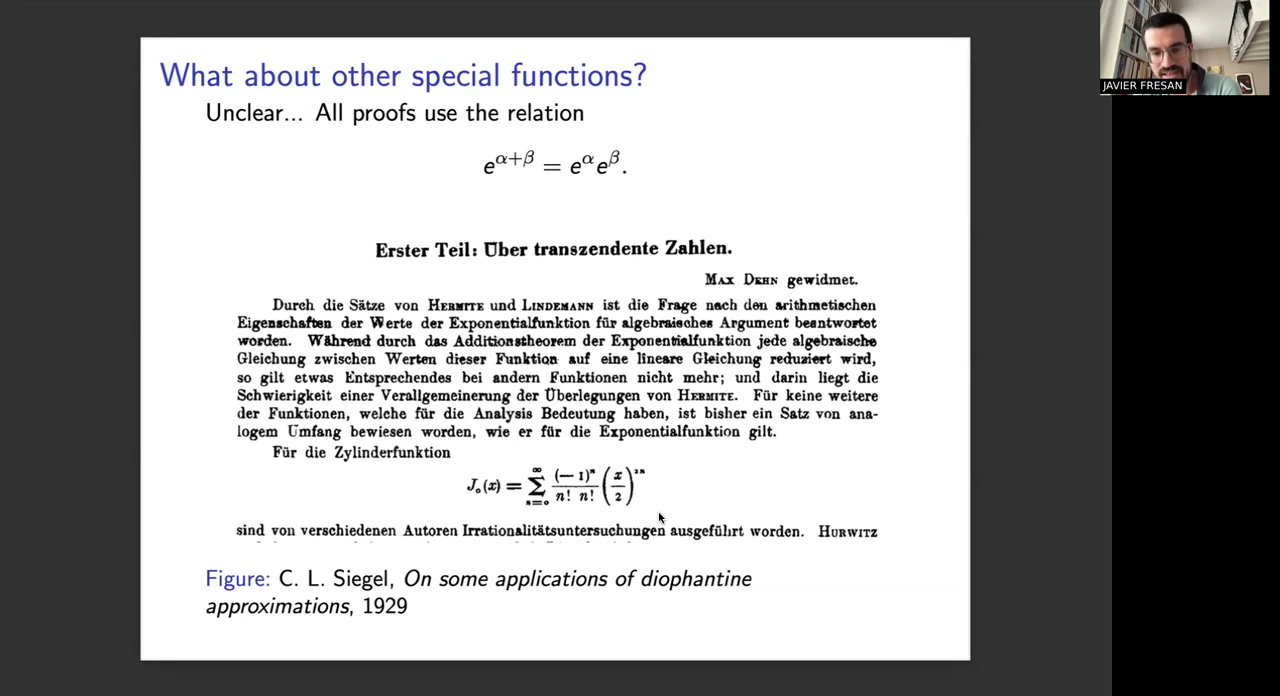 What about other special functions?
Unclear... All proofs use the relation
e^{α+β} = e^α e^β.
Erster Teil: Über transzendente Zahlen.
MAX DEHN gewidmet.
Durch die Sätze von HERMITE und LINDEMANN ist die Frage nach den arithmetischen
Eigenschaften der Werte der Exponentialfunktion für algebraisches Argument beantwortet
worden. Während durch das Additionstheorem der Exponentialfunktion jede algebraische
Gleichung zwischen Werten dieser Funktion auf eine lineare Gleichung reduziert wird,
so gilt etwas Entsprechendes bei andern Funktionen nicht mehr; und darin liegt die
Schwierigkeit einer Verallgemeinerung der Überlegungen von HERMITE. Für keine weitere
der Funktionen, welche für die Analysis Bedeutung haben, ist bisher ein Satz von ana-
logem Umfang bewiesen worden, wie er für die Exponentialfunktion gilt.
Für die Zylinderfunktion
J_0(x) = \sum_{n=0}^{\infty} \frac{(-1)^n}{n! n!} \left(\frac{x}{2}\right)^{2n}
sind von verschiedenen Autoren Irrationalitätsuntersuchungen ausgeführt worden. HURWITZ
Figure: C. L. Siegel, On some applications of diophantine
approximations, 1929
JAVIER FRESAN